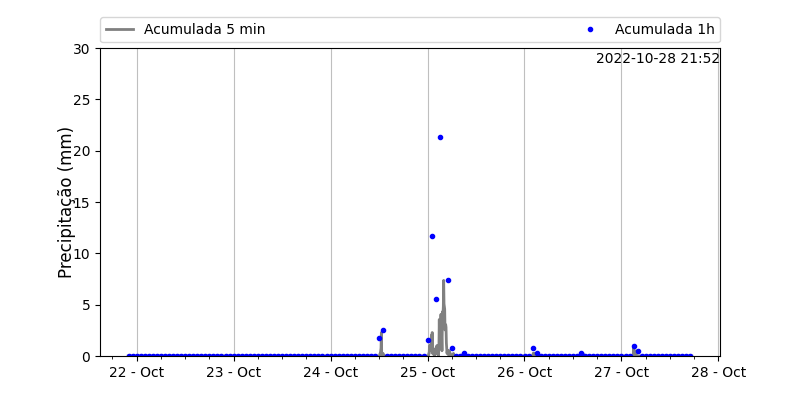 Acumulada 5 min Acumulada 1h
2022-10-28 21:52
Precipitação (mm)
30
25
20
15
10
5
0
22 - Oct 23 - Oct 24 - Oct 25 - Oct 26 - Oct 27 - Oct 28 - Oct